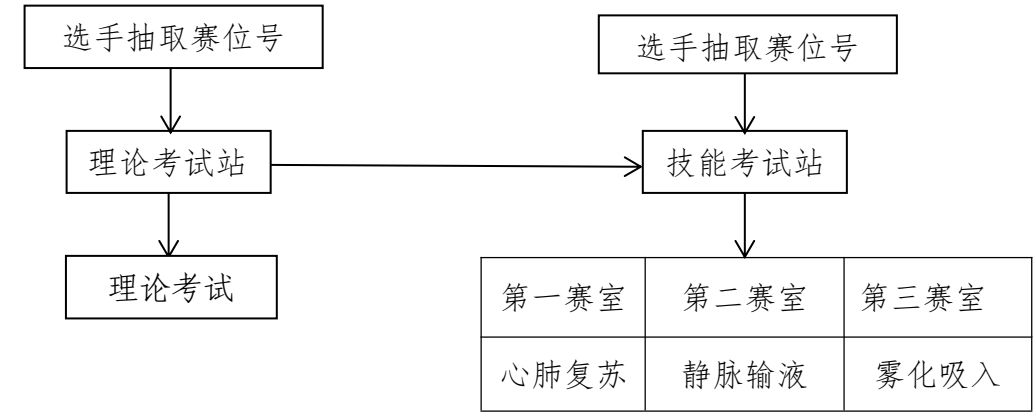 选手抽取赛位号
选手抽取赛位号
理论考试站
技能考试站
理论考试
第一赛室 第二赛室 第三赛室
心肺复苏 静脉输液 雾化吸入